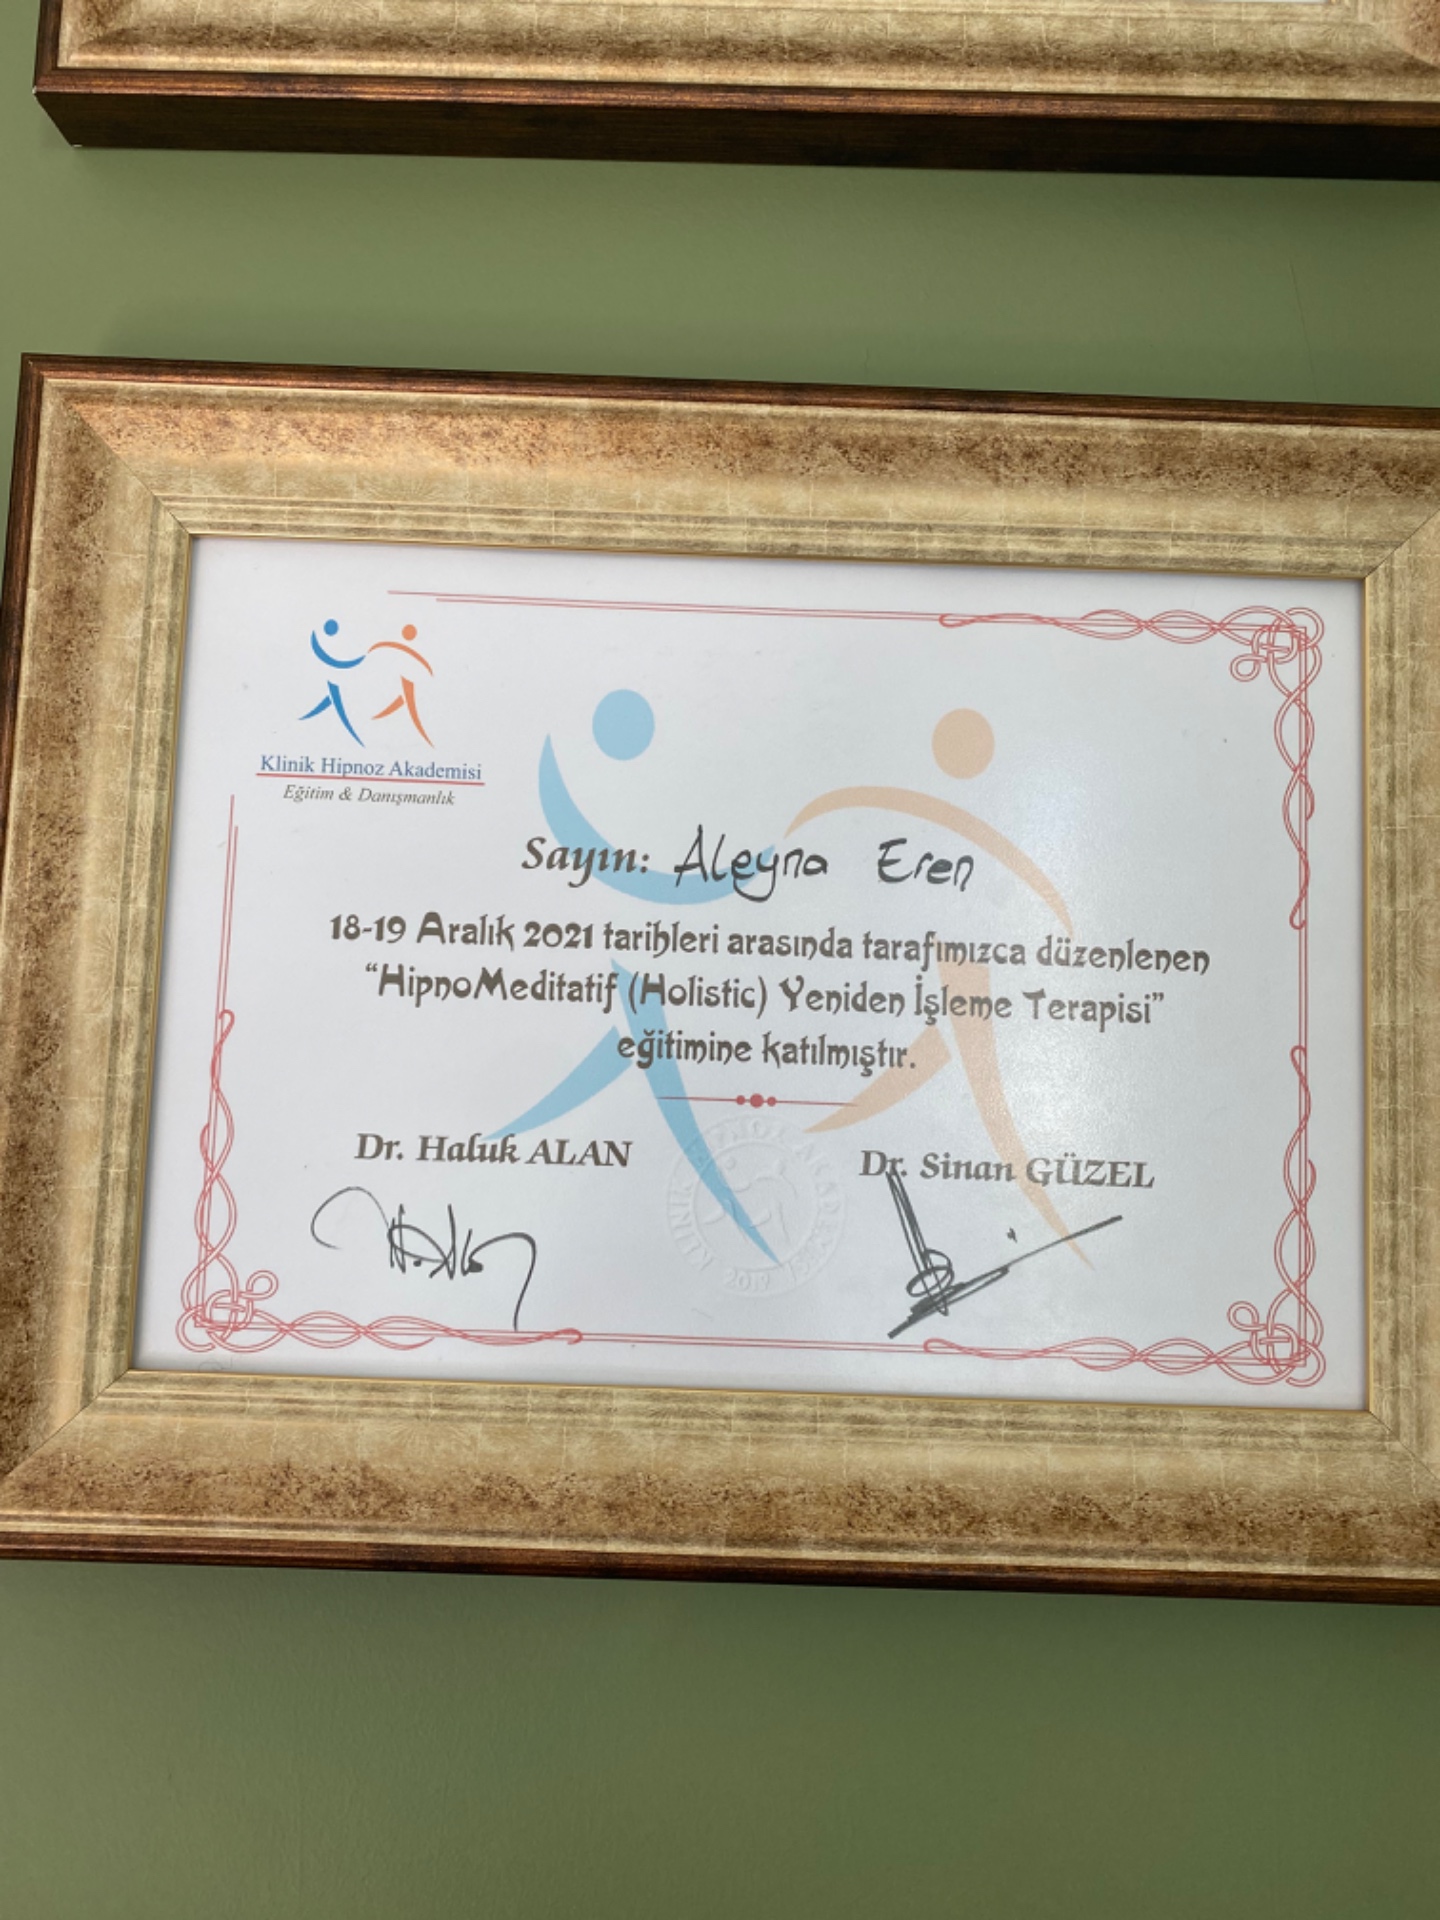 Klinik Hipnoz Akademisi
Eğitim & Danışmanlık
Sayın: Aleyna Eren
18-19 Aralık 2021 tarihleri arasında tarafımızca düzenlenen
"HipnoMeditatif (Holistic) Yeniden İşleme Terapisi"
eğitimine katılmıştır.
Dr. Haluk ALAN
Dr. Sinan GÜZEL